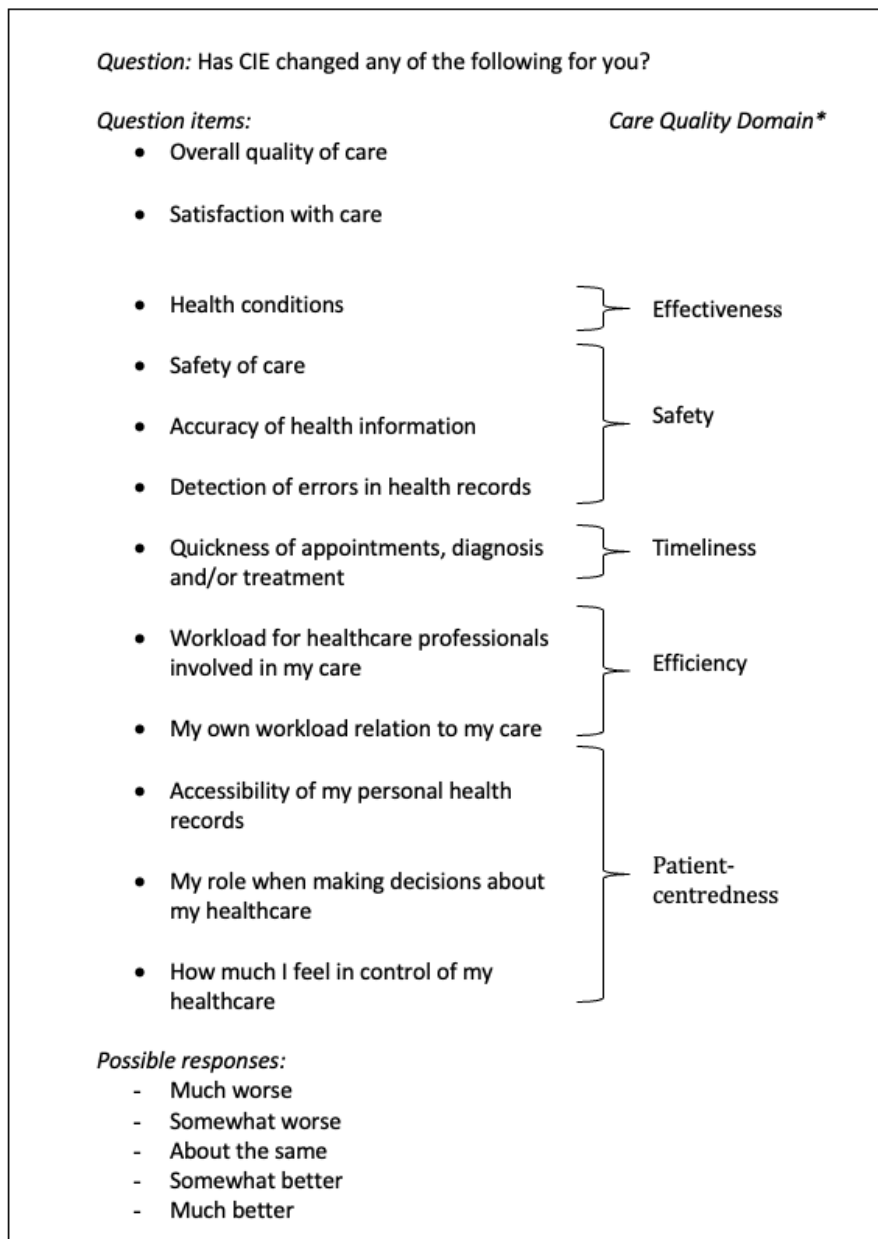 Question: Has CIE changed any of the following for you?
Question items: Care Quality Domain*
• Overall quality of care
• Satisfaction with care
• Health conditions
Effectiveness
• Safety of care
• Accuracy of health information
Safety
• Detection of errors in health records
• Quickness of appointments, diagnosis
and/or treatment
Timeliness
• Workload for healthcare professionals
involved in my care
Efficiency
• My own workload relation to my care
• Accessibility of my personal health
records
• My role when making decisions about
my healthcare
Patient-
centredness
• How much I feel in control of my
healthcare
Possible responses:
- Much worse
- Somewhat worse
- About the same
- Somewhat better
- Much better